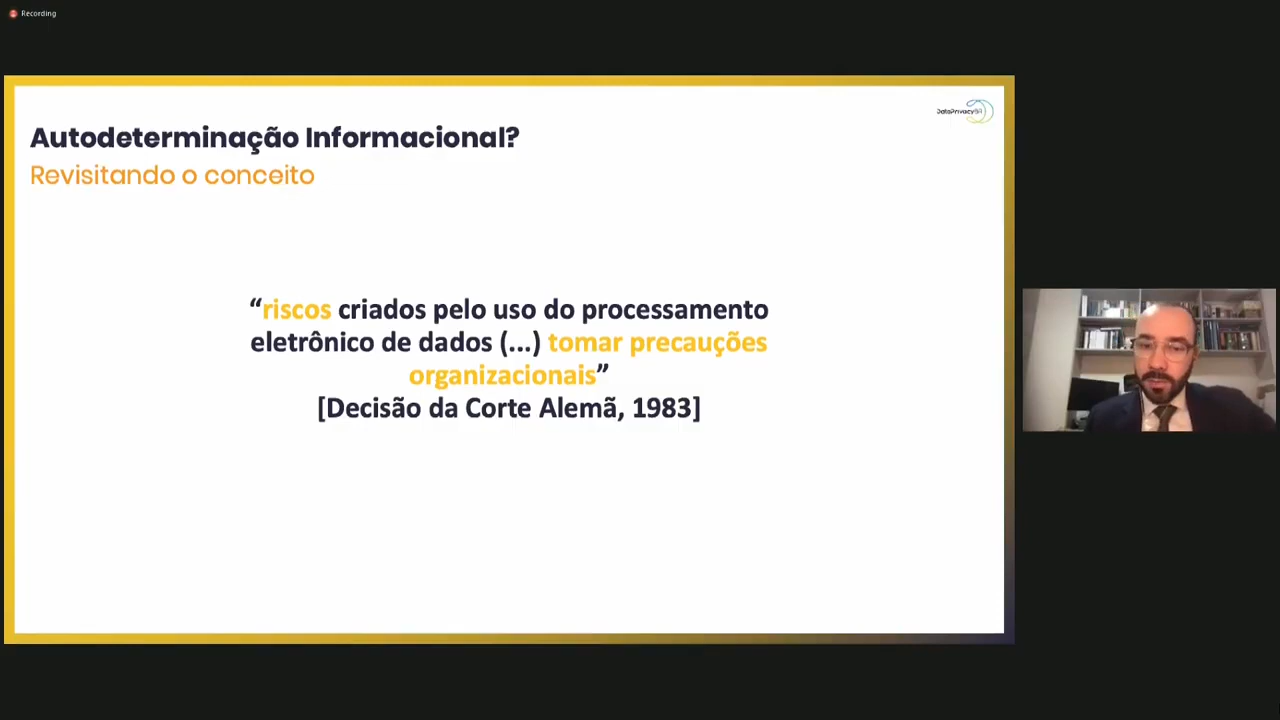 Recording
DataPrivacyBR
Autodeterminação Informacional?
Revisitando o conceito
“riscos criados pelo uso do processamento
eletrônico de dados (...) tomar precauções
organizacionais”
[Decisão da Corte Alemã, 1983]